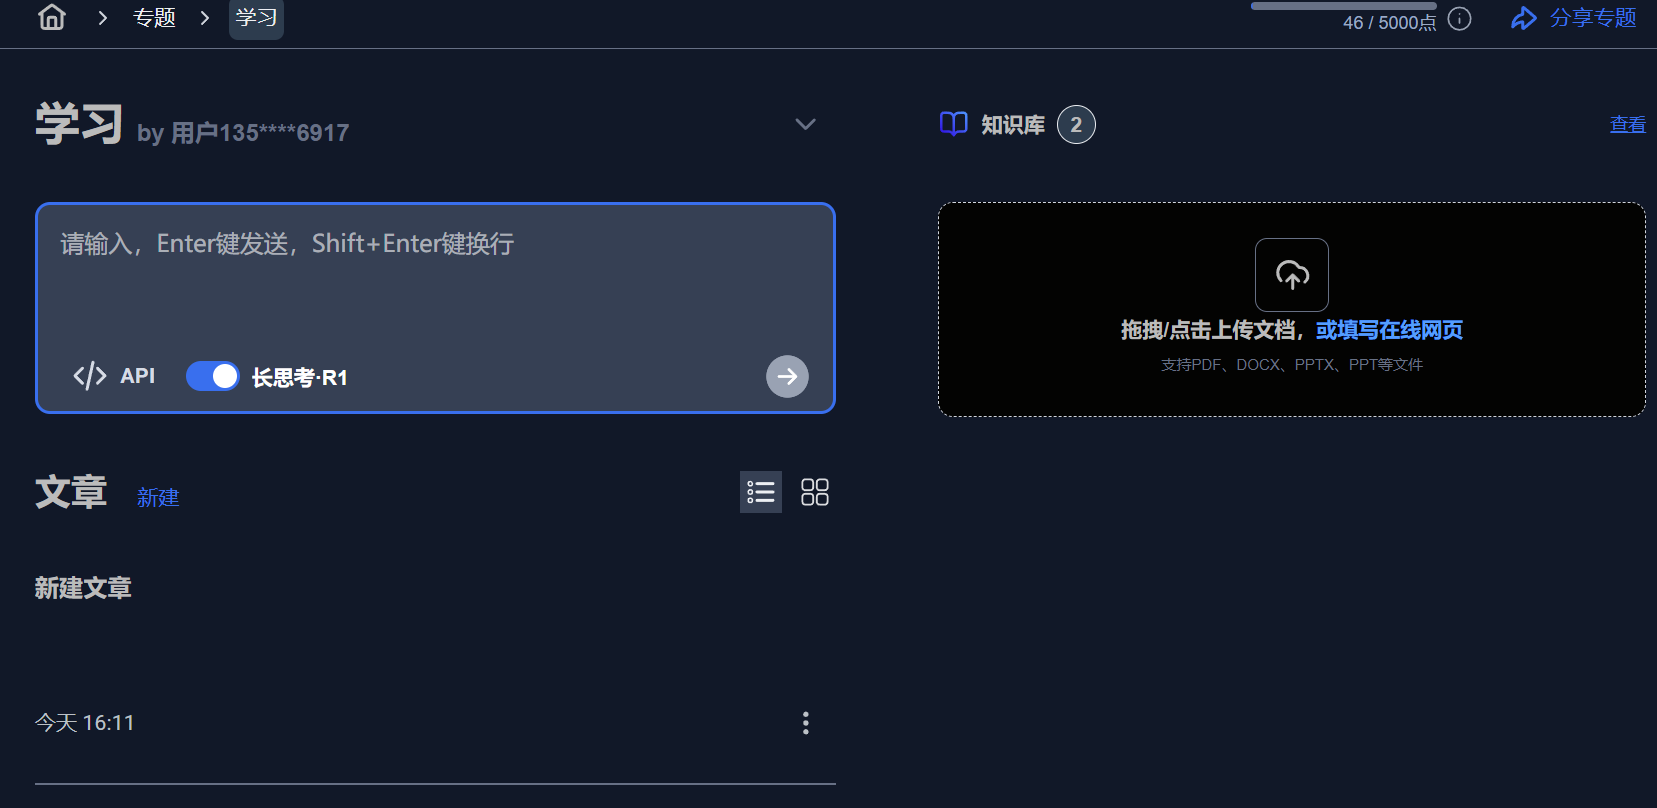 专题 学习
46 / 5000点
分享专题
学习 by 用户135****6917
知识库 2
查看
请输入，Enter键发送，Shift+Enter键换行
API 长思考·R1
拖拽/点击上传文档，或填写在线网页
支持PDF、DOCX、PPTX、PPT等文件
文章 新建
新建文章
今天 16:11